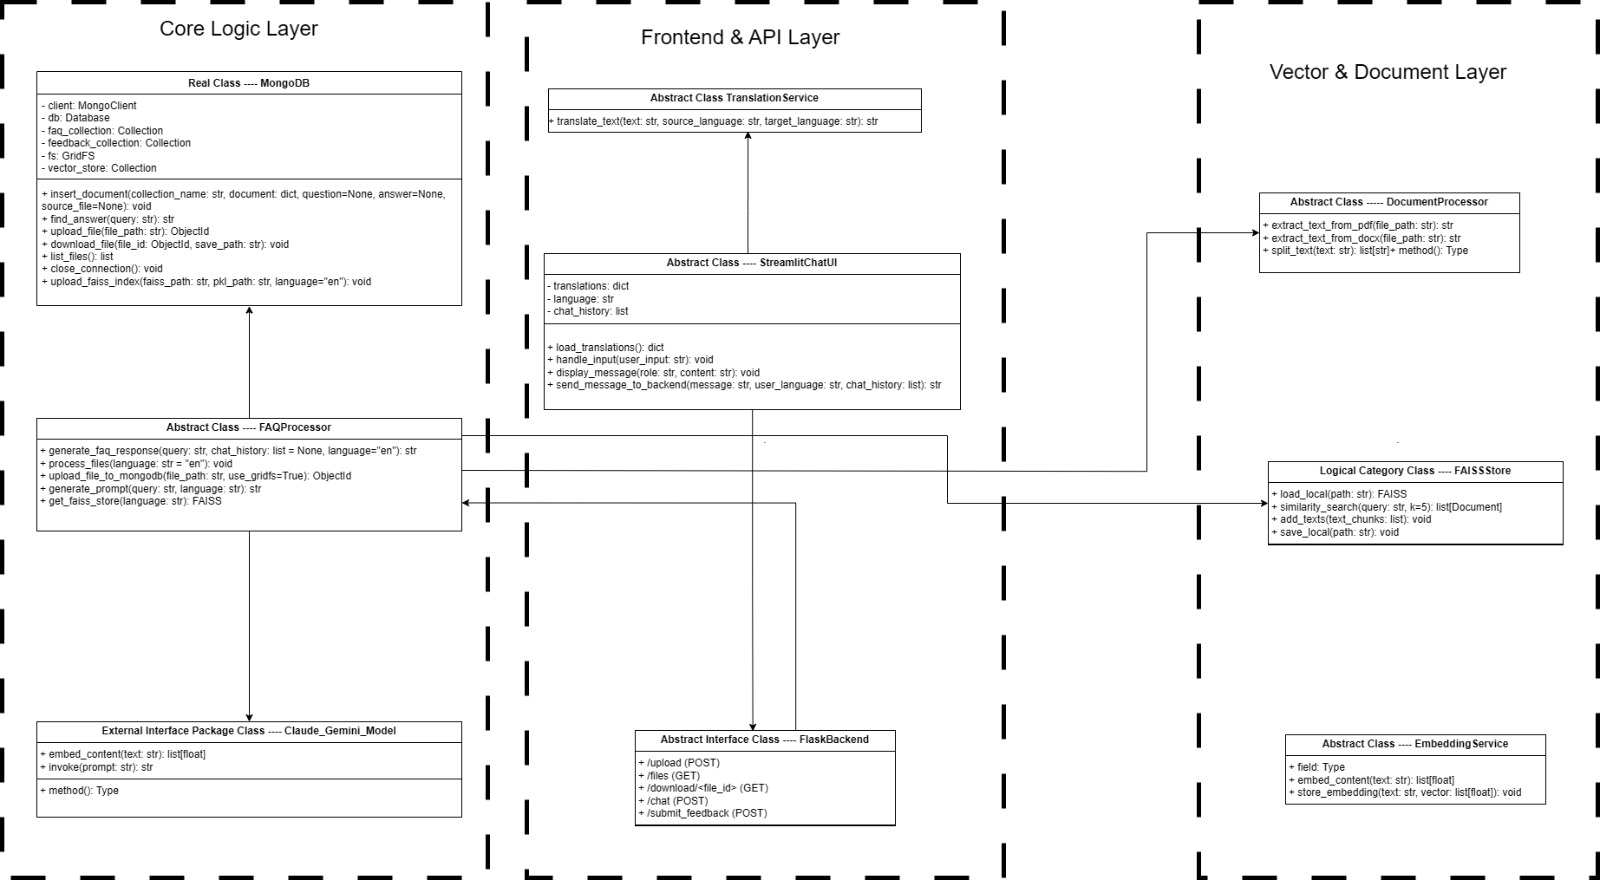 Core Logic Layer
Real Class ---- MongoDB
- client: MongoClient
- db: Database
- faq_collection: Collection
- feedback_collection: Collection
- fs: GridFS
- vector_store: Collection
+ insert_document(collection_name: str, document: dict, question=None, answer=None,
source_file=None): void
+ find_answer(query: str): str
+ upload_file(file_path: str): ObjectId
+ download_file(file_id: ObjectId, save_path: str): void
+ list_files(): list
+ close_connection(): void
+ upload_faiss_index(faiss_path: str, pkl_path: str, language="en"): void
Abstract Class ---- FAQProcessor
+ generate_faq_response(query: str, chat_history: list = None, language="en"): str
+ process_files(language: str = "en"): void
+ upload_file_to_mongodb(file_path: str, use_gridfs=True): ObjectId
+ generate_prompt(query: str, language: str): str
+ get_faiss_store(language: str): FAISS
External Interface Package Class ---- Claude_Gemini_Model
+ embed_content(text: str): list[float]
+ invoke(prompt: str): str
+ method(): Type
Frontend & API Layer
Abstract Class TranslationService
+ translate_text(text: str, source_language: str, target_language: str): str
Abstract Class ---- StreamlitChatUI
- translations: dict
- language: str
- chat_history: list
+ load_translations(): dict
+ handle_input(user_input: str): void
+ display_message(role: str, content: str): void
+ send_message_to_backend(message: str, user_language: str, chat_history: list): str
Abstract Interface Class ---- FlaskBackend
+ /upload (POST)
+ /files (GET)
+ /download/<file_id> (GET)
+ /chat (POST)
+ /submit_feedback (POST)
Vector & Document Layer
Abstract Class ----- DocumentProcessor
+ extract_text_from_pdf(file_path: str): str
+ extract_text_from_docx(file_path: str): str
+ split_text(text: str): list[str]+ method(): Type
Logical Category Class ---- FAISSStore
+ load_local(path: str): FAISS
+ similarity_search(query: str, k=5): list[Document]
+ add_texts(text_chunks: list): void
+ save_local(path: str): void
Abstract Class ---- EmbeddingService
+ field: Type
+ embed_content(text: str): list[float]
+ store_embedding(text: str, vector: list[float]): void